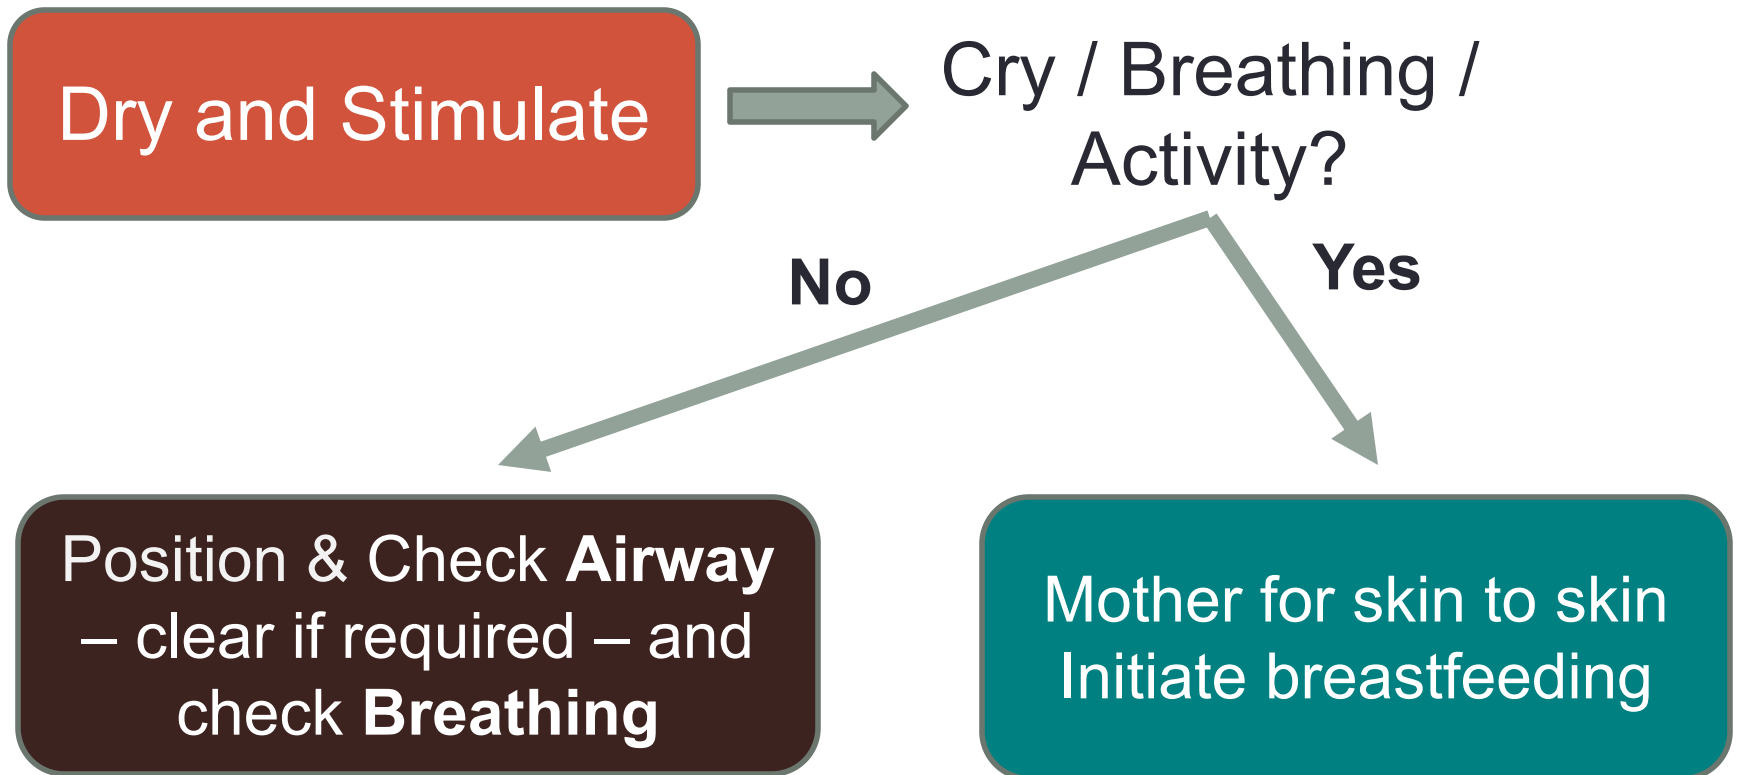 Dry and Stimulate
Cry / Breathing /
Activity?
No
Yes
Position & Check Airway
– clear if required – and
check Breathing
Mother for skin to skin
Initiate breastfeeding